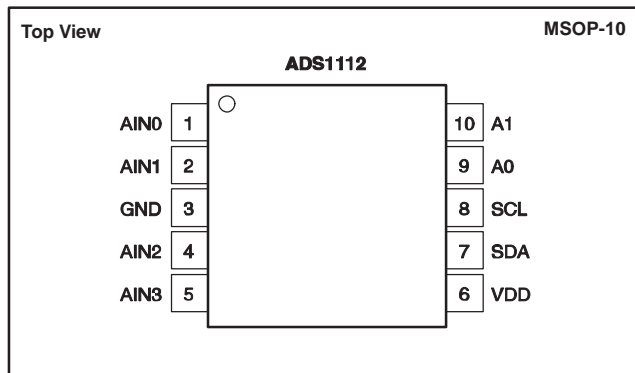 Top View MSOP-10
ADS1112
AIN0 1 10 A1
AIN1 2 9 A0
GND 3 8 SCL
AIN2 4 7 SDA
AIN3 5 6 VDD